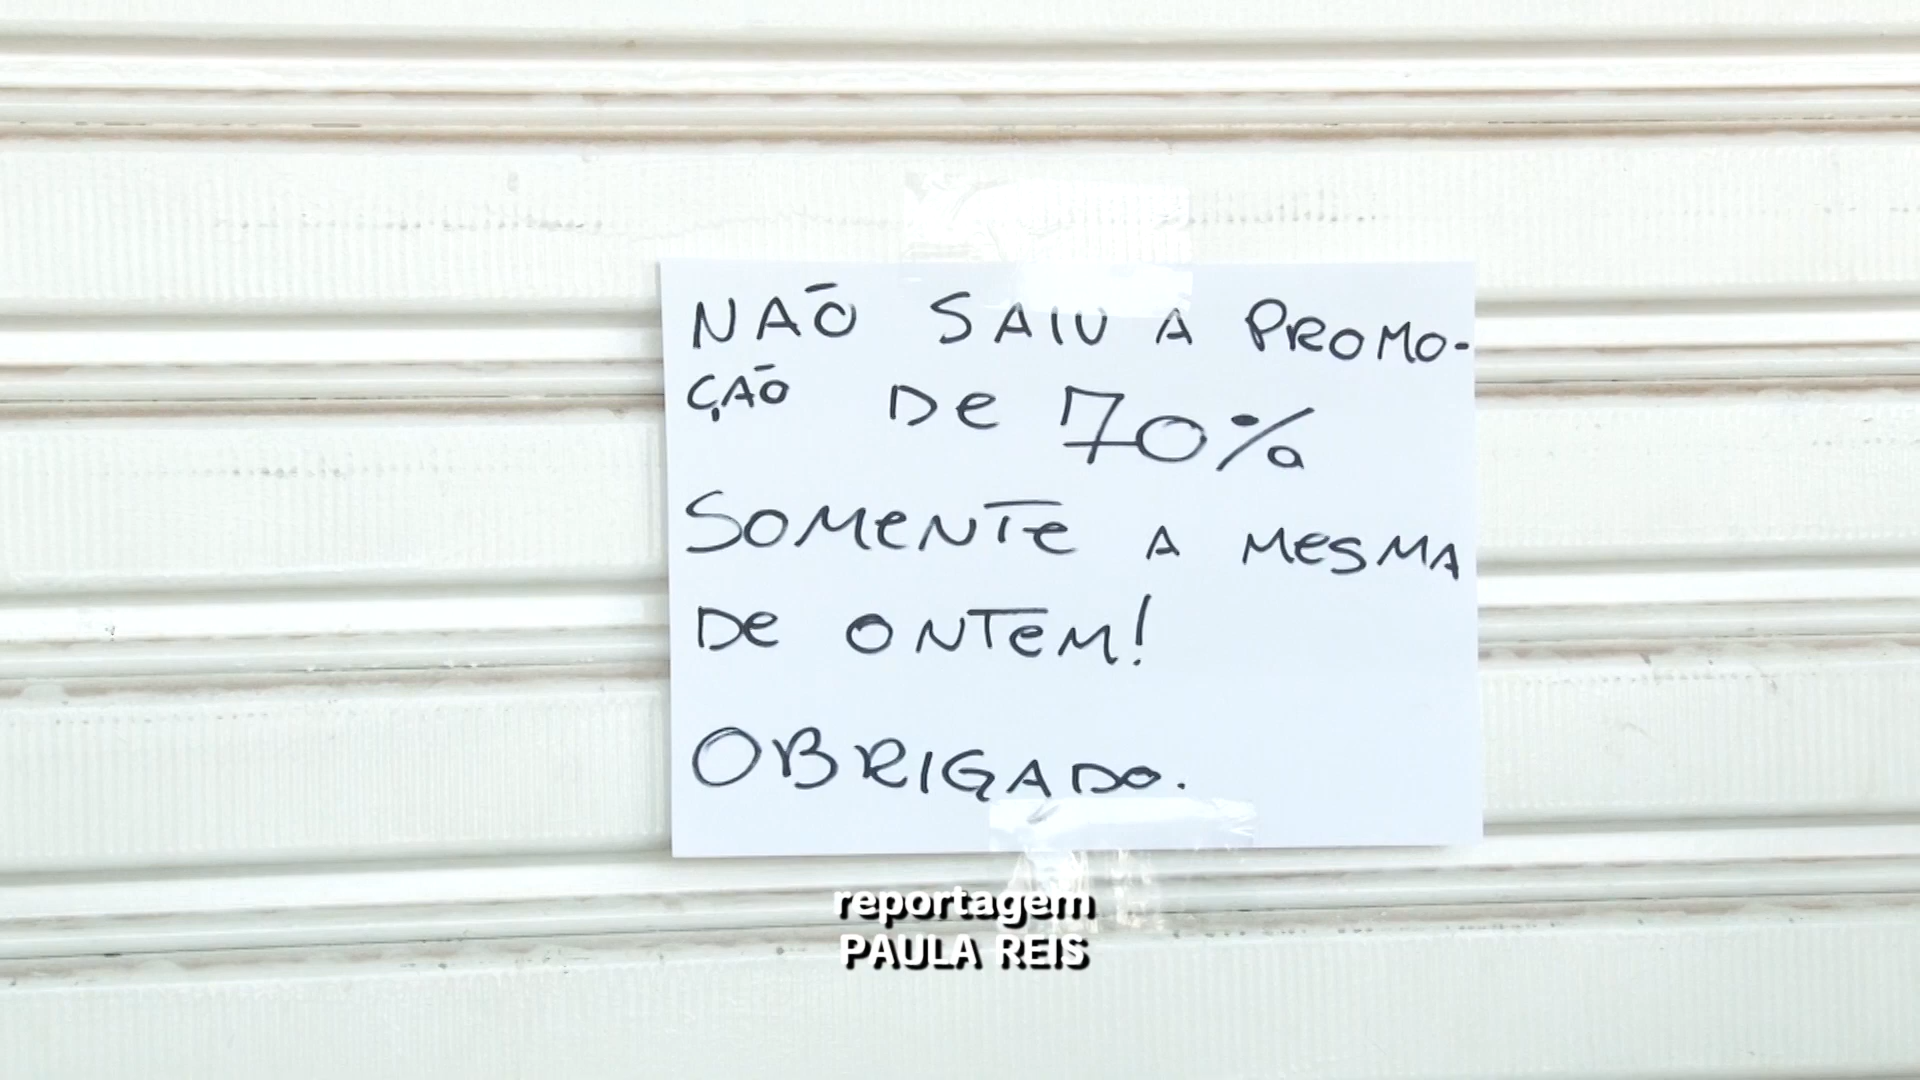 NÃO SAIU A PROMO-
ÇÃO DE 70%
SOMENTE A MESMA
DE ONTEM!
OBRIGADO.
reportagem
PAULA REIS